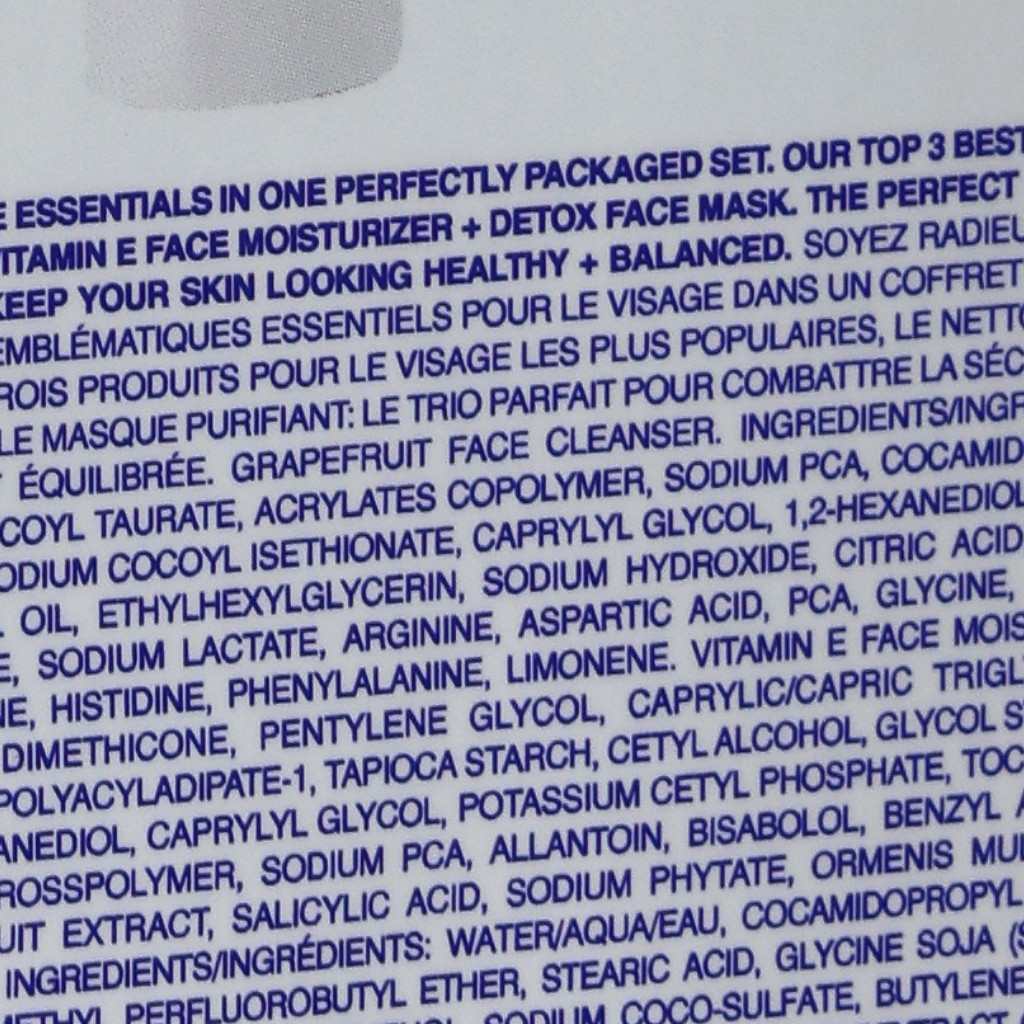 E ESSENTIALS IN ONE PERFECTLY PACKAGED SET. OUR TOP 3 BEST
VITAMIN E FACE MOISTURIZER + DETOX FACE MASK. THE PERFECT
KEEP YOUR SKIN LOOKING HEALTHY + BALANCED. SOYEZ RADIEU
EMBLÉMATIQUES ESSENTIELS POUR LE VISAGE DANS UN COFFRET
ROIS PRODUITS POUR LE VISAGE LES PLUS POPULAIRES, LE NETTO
LE MASQUE PURIFIANT: LE TRIO PARFAIT POUR COMBATTRE LA SÉC
T ÉQUILIBRÉE. GRAPEFRUIT FACE CLEANSER. INGREDIENTS/INGR
COYL TAURATE, ACRYLATES COPOLYMER, SODIUM PCA, COCAMID
ODIUM COCOYL ISETHIONATE, CAPRYLYL GLYCOL, 1,2-HEXANEDIOL
L OIL, ETHYLHEXYLGLYCERIN, SODIUM HYDROXIDE, CITRIC ACID
E, SODIUM LACTATE, ARGININE, ASPARTIC ACID, PCA, GLYCINE,
NE, HISTIDINE, PHENYLALANINE, LIMONENE. VITAMIN E FACE MOIS
DIMETHICONE, PENTYLENE GLYCOL, CAPRYLIC/CAPRIC TRIGL
POLYACYLADIPATE-1, TAPIOCA STARCH, CETYL ALCOHOL, GLYCOL S
ANEDIOL, CAPRYLYL GLYCOL, POTASSIUM CETYL PHOSPHATE, TOC
ROSSPOLYMER, SODIUM PCA, ALLANTOIN, BISABOLOL, BENZYL A
UIT EXTRACT, SALICYLIC ACID, SODIUM PHYTATE, ORMENIS MUL
INGREDIENTS/INGRÉDIENTS: WATER/AQUA/EAU, COCAMIDOPROPYL
METHYL PERFLUOROBUTYL ETHER, STEARIC ACID, GLYCINE SOJA (S
SODIUM COCO-SULFATE, BUTYLENE